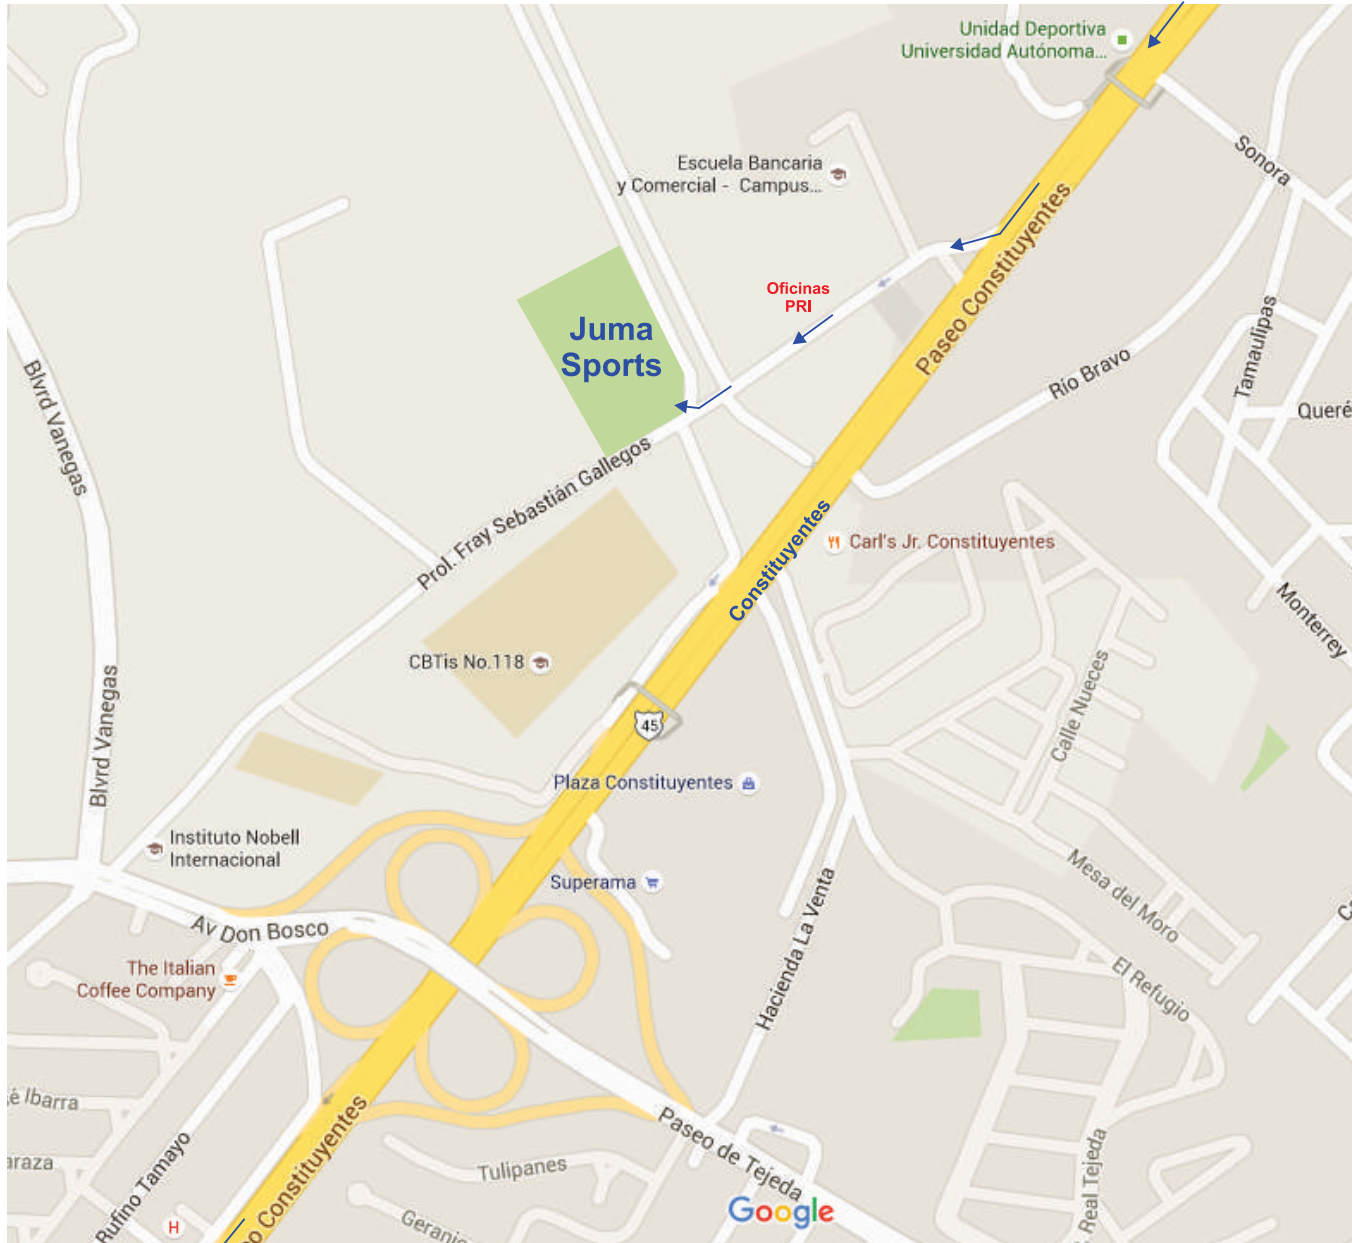 Unidad Deportiva
Universidad Autónoma...
Sonora
Escuela Bancaria
y Comercial - Campus...
Paseo Constituyentes
Oficinas
PRI
Juma
Sports
Río Bravo
Tamaulipas
Queré
Blvrd Vanegas
Prol. Fray Sebastián Gallegos
Constituyentes
Carl's Jr. Constituyentes
Monterrey
CBTis No.118
Calle Nueces
Blvrd Vanegas
45
Plaza Constituyentes
Instituto Nobell
Internacional
Superama
Mesa del Moro
Av Don Bosco
Hacienda La Venta
The Italian
Coffee Company
El Refugio
é Ibarra
araza
Rufino Tamayo
o Constituyentes
Paseo de Tejeda
Tulipanes
Real Tejeda
Google
Geranio
H